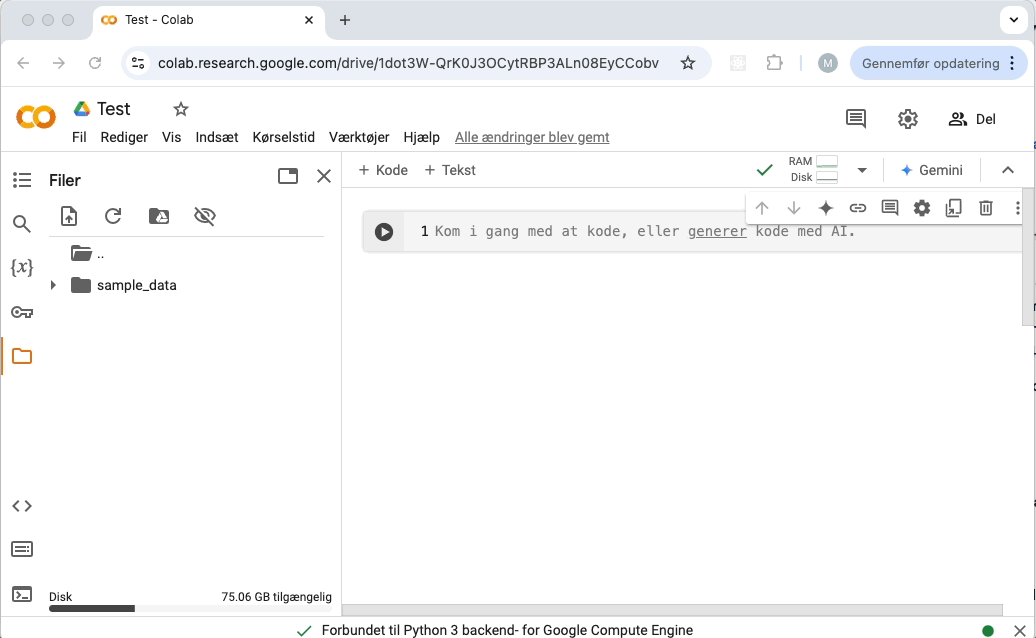 Test - Colab
colab.research.google.com/drive/1dot3W-QrK0J3OCytRBP3ALn08EyCCobv
M
Gennemfør opdatering
Test
Fil Rediger Vis Indsæt Kørselstid Værktøjer Hjælp Alle ændringer blev gemt
Del
Filer
+ Kode + Tekst
RAM
Disk
Gemini
1 Kom i gang med at kode, eller generer kode med AI.
{x}
..
sample_data
Disk 75.06 GB tilgængelig
Forbundet til Python 3 backend- for Google Compute Engine